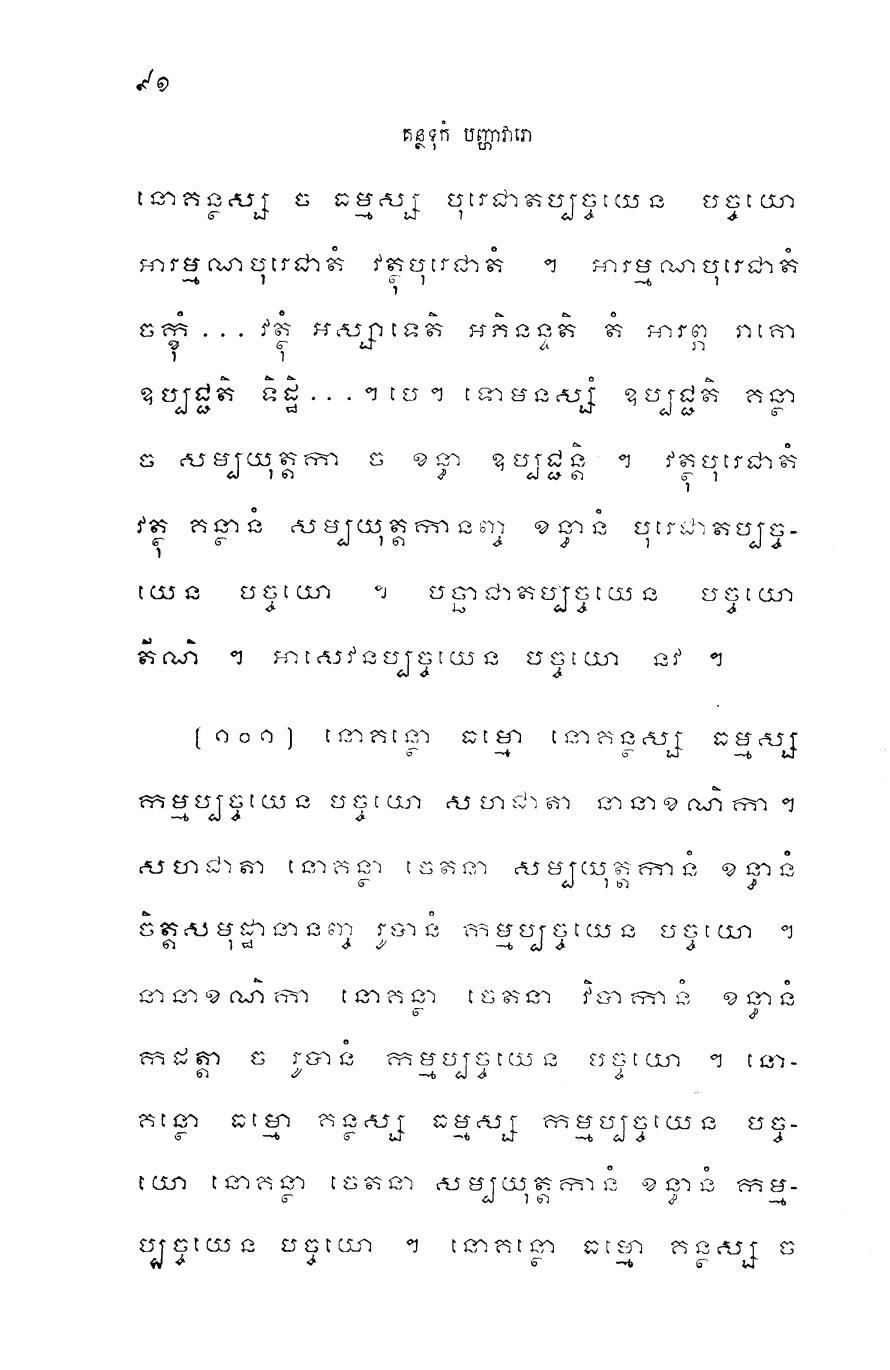 ៩១
គន្ថទុកំ បញ្ហាវារោ
នោគន្ថស្ស ច ធម្មស្ស បុរេជាតប្បច្ចយេន បច្ចយោ
អារម្មណបុរេជាតំ វត្ថុបុរេជាតំ ។ អារម្មណបុរេជាតំ
ចក្ខុំ ... វត្ថុំ អស្សាទេតិ អភិនន្ទតិ តំ អារព្ភ រាគោ
ឧប្បជ្ជតិ ទិដ្ឋិ ... ។បេ។ ទោមនស្សំ ឧប្បជ្ជតិ គន្ថា
ច សម្បយុត្តកា ច ខន្ធា ឧប្បជ្ជន្តិ ។ វត្ថុបុរេជាតំ
វត្ថុ គន្ថានំ សម្បយុត្តកានញ្ច ខន្ធានំ បុរេជាតប្បច្ច-
យេន បច្ចយោ ។ បច្ឆាជាតប្បច្ចយេន បច្ចយោ
តីណិ ។ អាសេវនប្បច្ចយេន បច្ចយោ នវ ។
[១០១] នោគន្ថោ ធម្មោ នោគន្ថស្ស ធម្មស្ស
កម្មប្បច្ចយេន បច្ចយោ សហជាតា នានាខណិកា ។
សហជាតា នោគន្ថា ចេតនា សម្បយុត្តកានំ ខន្ធានំ
ចិត្តសមុដ្ឋានានញ្ច រូបានំ កម្មប្បច្ចយេន បច្ចយោ ។
នានាខណិកា នោគន្ថា ចេតនា វិបាកានំ ខន្ធានំ
កដត្តា ច រូបានំ កម្មប្បច្ចយេន បច្ចយោ ។ នោ-
គន្ថោ ធម្មោ គន្ថស្ស ធម្មស្ស កម្មប្បច្ចយេន បច្ច-
យោ នោគន្ថា ចេតនា សម្បយុត្តកានំ ខន្ធានំ កម្ម-
ប្បច្ចយេន បច្ចយោ ។ នោគន្ថោ ធម្មោ គន្ថស្ស ច